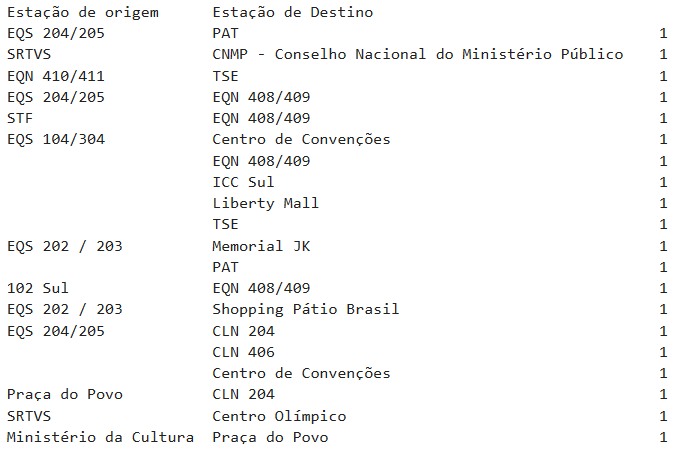 Estação de origem Estação de Destino
EQS 204/205 PAT 1
SRTVS CNMP - Conselho Nacional do Ministério Público 1
EQN 410/411 TSE 1
EQS 204/205 EQN 408/409 1
STF EQN 408/409 1
EQS 104/304 Centro de Convenções 1
EQN 408/409 1
ICC Sul 1
Liberty Mall 1
TSE 1
EQS 202 / 203 Memorial JK 1
PAT 1
102 Sul EQN 408/409 1
EQS 202 / 203 Shopping Pátio Brasil 1
EQS 204/205 CLN 204 1
CLN 406 1
Centro de Convenções 1
Praça do Povo CLN 204 1
SRTVS Centro Olímpico 1
Ministério da Cultura Praça do Povo 1